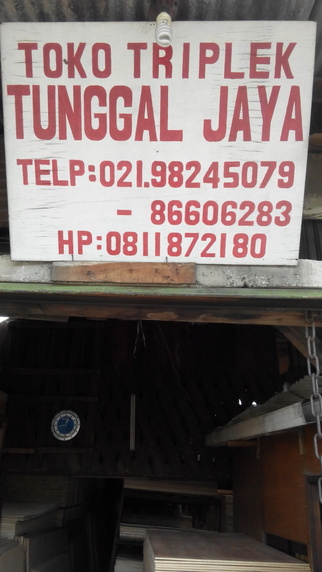 TOKO TRIPLEK
TUNGGAL JAYA
TELP:021.98245079
- 86606283
HP:0811872180